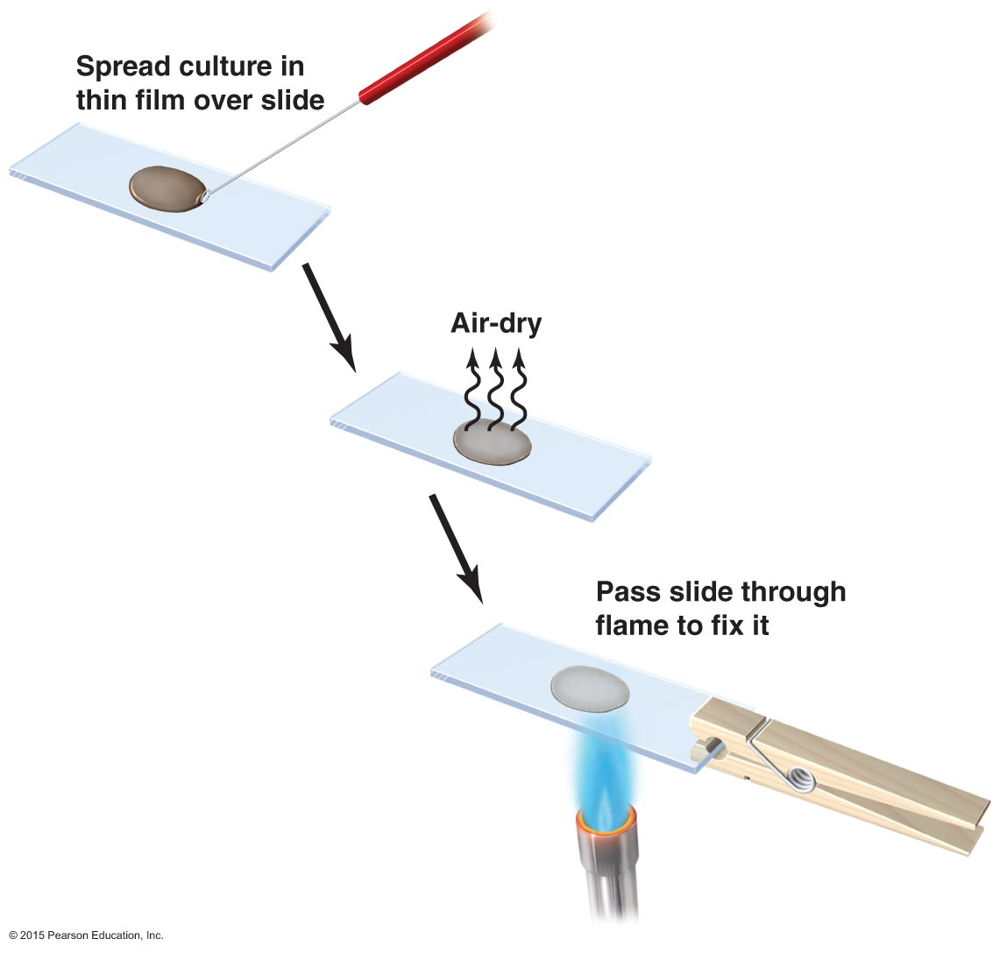 Spread culture in
thin film over slide
Air-dry
Pass slide through
flame to fix it
© 2015 Pearson Education, Inc.